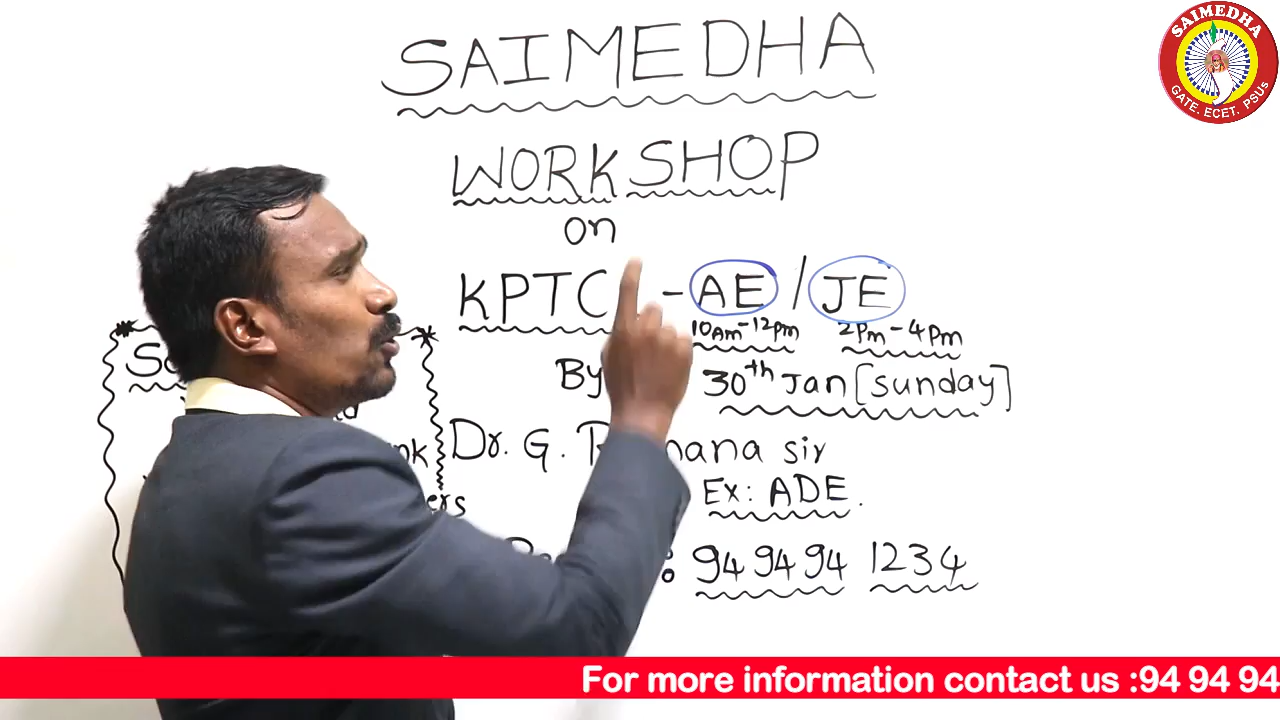 SAIMEDHA
WORKSHOP
on
KPTC - AE / JE
10Am-12pm 2Pm-4Pm
By 30th Jan [sunday]
Dr. G. sir
Ex: ADE.
: 94 94 94 1234
SAIMEDHA
GATE. ECET. PSUs
For more information contact us :94 94 94